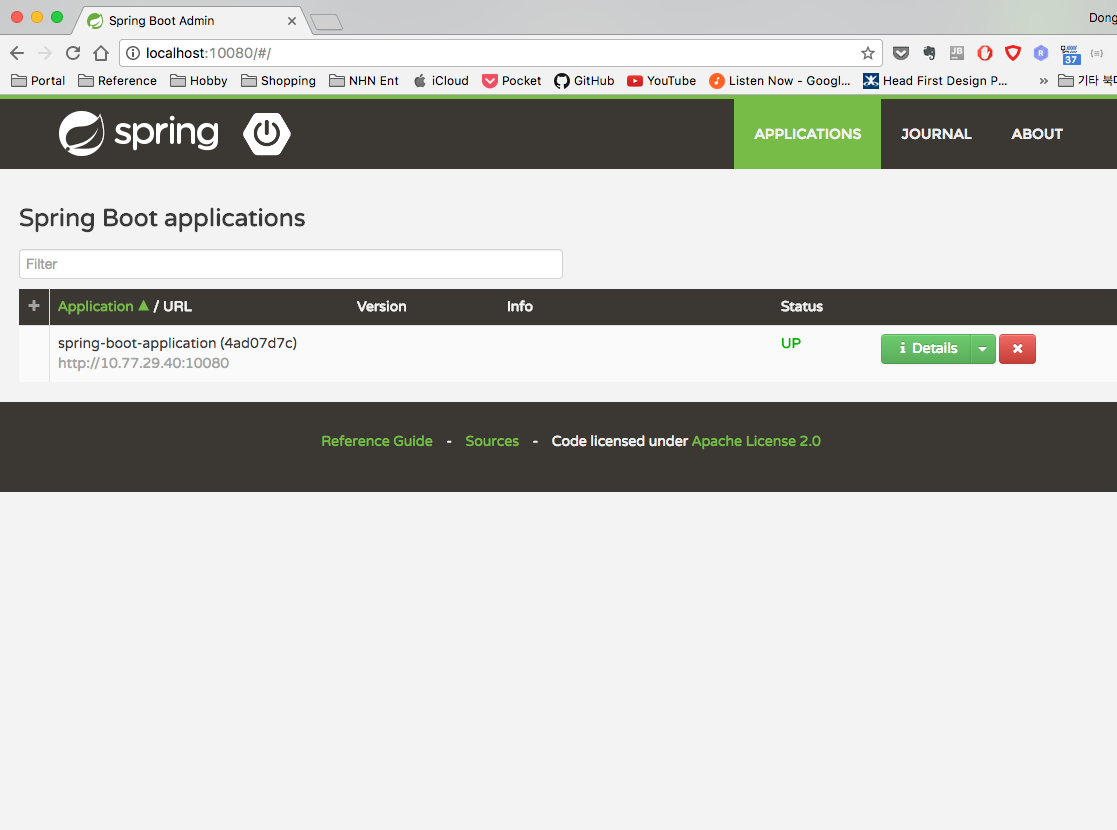 Spring Boot Admin
Dong
localhost:10080/#/
37
Portal Reference Hobby Shopping NHN Ent iCloud Pocket GitHub YouTube Listen Now - Googl... Head First Design P... » 기타 북
spring
APPLICATIONS JOURNAL ABOUT
Spring Boot applications
Filter
+ Application ▲ / URL Version Info Status
spring-boot-application (4ad07d7c) UP i Details
http://10.77.29.40:10080
Reference Guide - Sources - Code licensed under Apache License 2.0